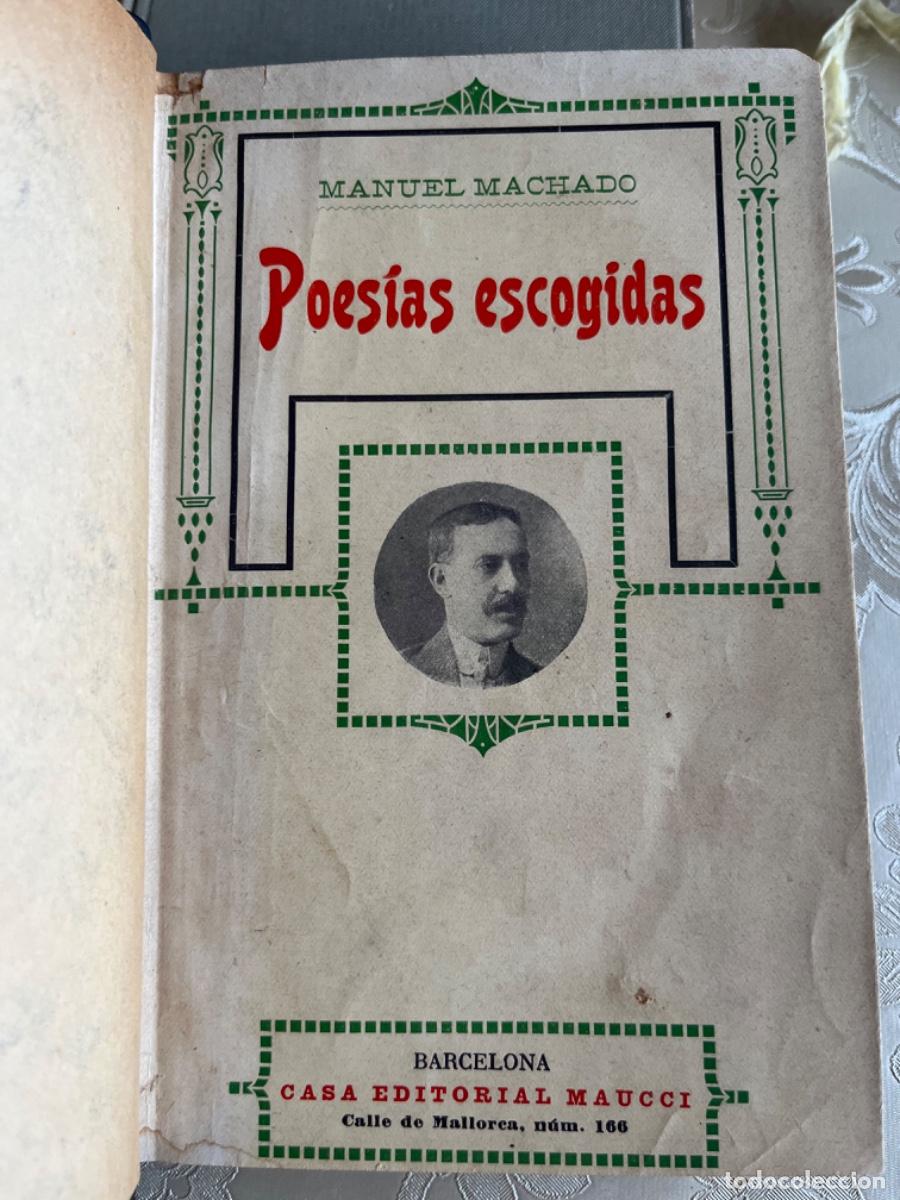 MANUEL MACHADO
Poesías escogidas
BARCELONA
CASA EDITORIAL MAUCCI
Calle de Mallorca, núm. 166
todocoleccion